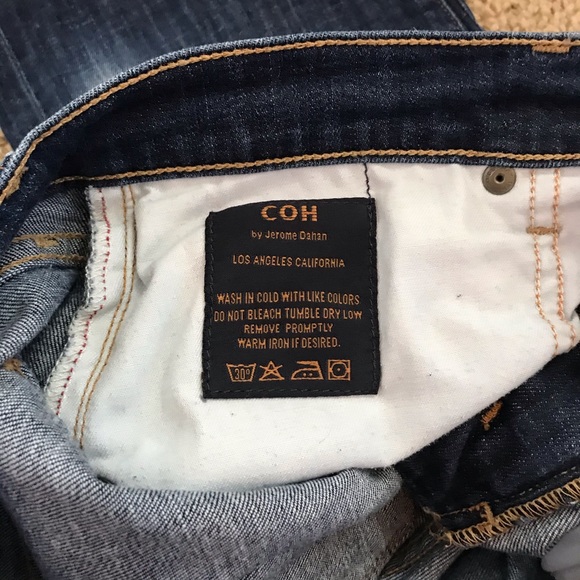 COH
by Jerome Dahan
LOS ANGELES CALIFORNIA
WASH IN COLD WITH LIKE COLORS
DO NOT BLEACH TUMBLE DRY LOW
REMOVE PROMPTLY
WARM IRON IF DESIRED.
30°